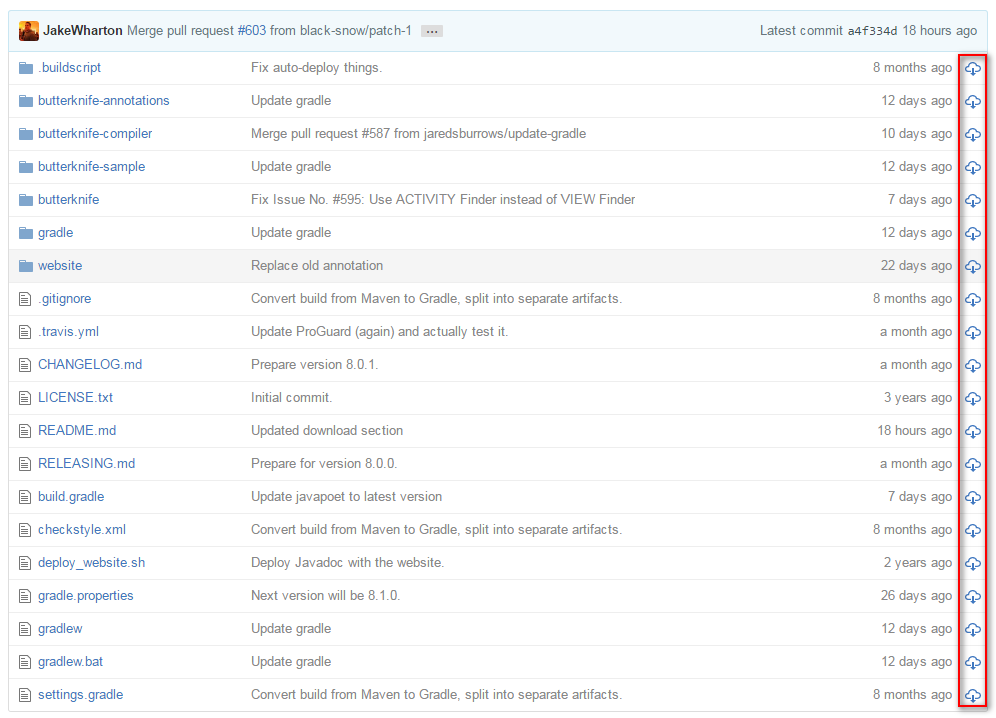 JakeWharton Merge pull request #603 from black-snow/patch-1 ... Latest commit a4f334d 18 hours ago
.buildscript Fix auto-deploy things. 8 months ago
butterknife-annotations Update gradle 12 days ago
butterknife-compiler Merge pull request #587 from jaredsburrows/update-gradle 10 days ago
butterknife-sample Update gradle 12 days ago
butterknife Fix Issue No. #595: Use ACTIVITY Finder instead of VIEW Finder 7 days ago
gradle Update gradle 12 days ago
website Replace old annotation 22 days ago
.gitignore Convert build from Maven to Gradle, split into separate artifacts. 8 months ago
.travis.yml Update ProGuard (again) and actually test it. a month ago
CHANGELOG.md Prepare version 8.0.1. a month ago
LICENSE.txt Initial commit. 3 years ago
README.md Updated download section 18 hours ago
RELEASING.md Prepare for version 8.0.0. a month ago
build.gradle Update javapoet to latest version 7 days ago
checkstyle.xml Convert build from Maven to Gradle, split into separate artifacts. 8 months ago
deploy_website.sh Deploy Javadoc with the website. 2 years ago
gradle.properties Next version will be 8.1.0. 26 days ago
gradlew Update gradle 12 days ago
gradlew.bat Update gradle 12 days ago
settings.gradle Convert build from Maven to Gradle, split into separate artifacts. 8 months ago